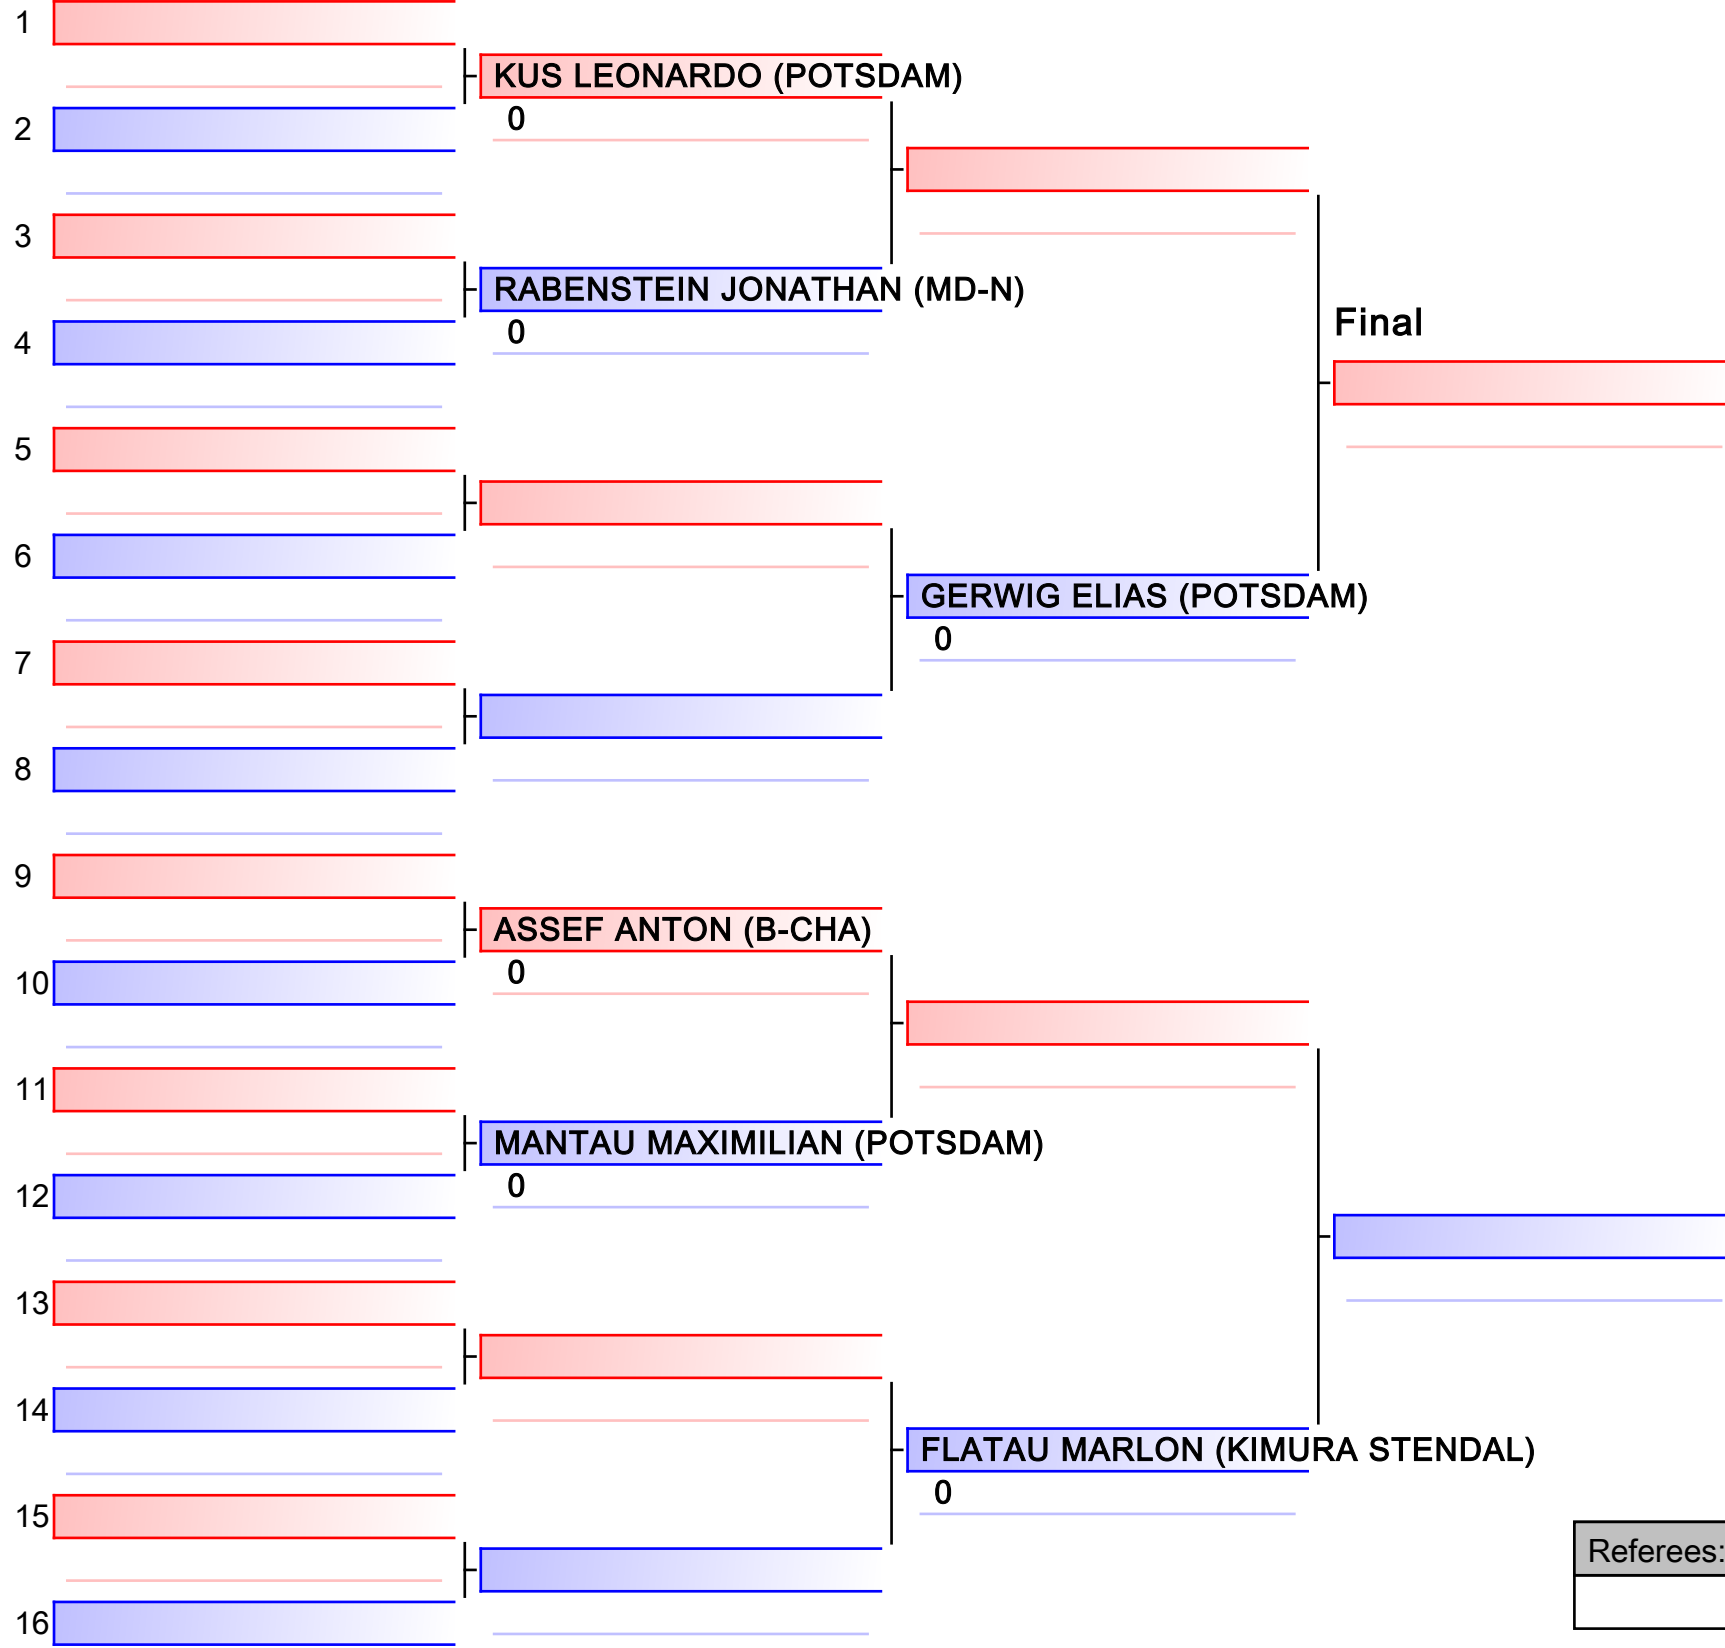 1
KUS LEONARDO (POTSDAM)
0
2
3
RABENSTEIN JONATHAN (MD-N)
0
4
Final
5
6
GERWIG ELIAS (POTSDAM)
0
7
8
9
ASSEF ANTON (B-CHA)
0
10
11
MANTAU MAXIMILIAN (POTSDAM)
0
12
13
14
FLATAU MARLON (KIMURA STENDAL)
0
15
Referees:
16